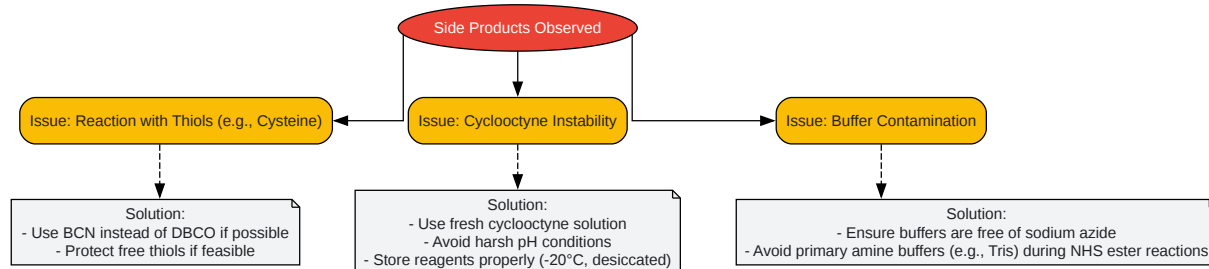 Side Products Observed
Issue: Reaction with Thiols (e.g., Cysteine)
Issue: Cyclooctyne Instability
Issue: Buffer Contamination
Solution:
- Use BCN instead of DBCO if possible
- Protect free thiols if feasible
Solution:
- Use fresh cyclooctyne solution
- Avoid harsh pH conditions
- Store reagents properly (-20°C, desiccated)
Solution:
- Ensure buffers are free of sodium azide
- Avoid primary amine buffers (e.g., Tris) during NHS ester reactions